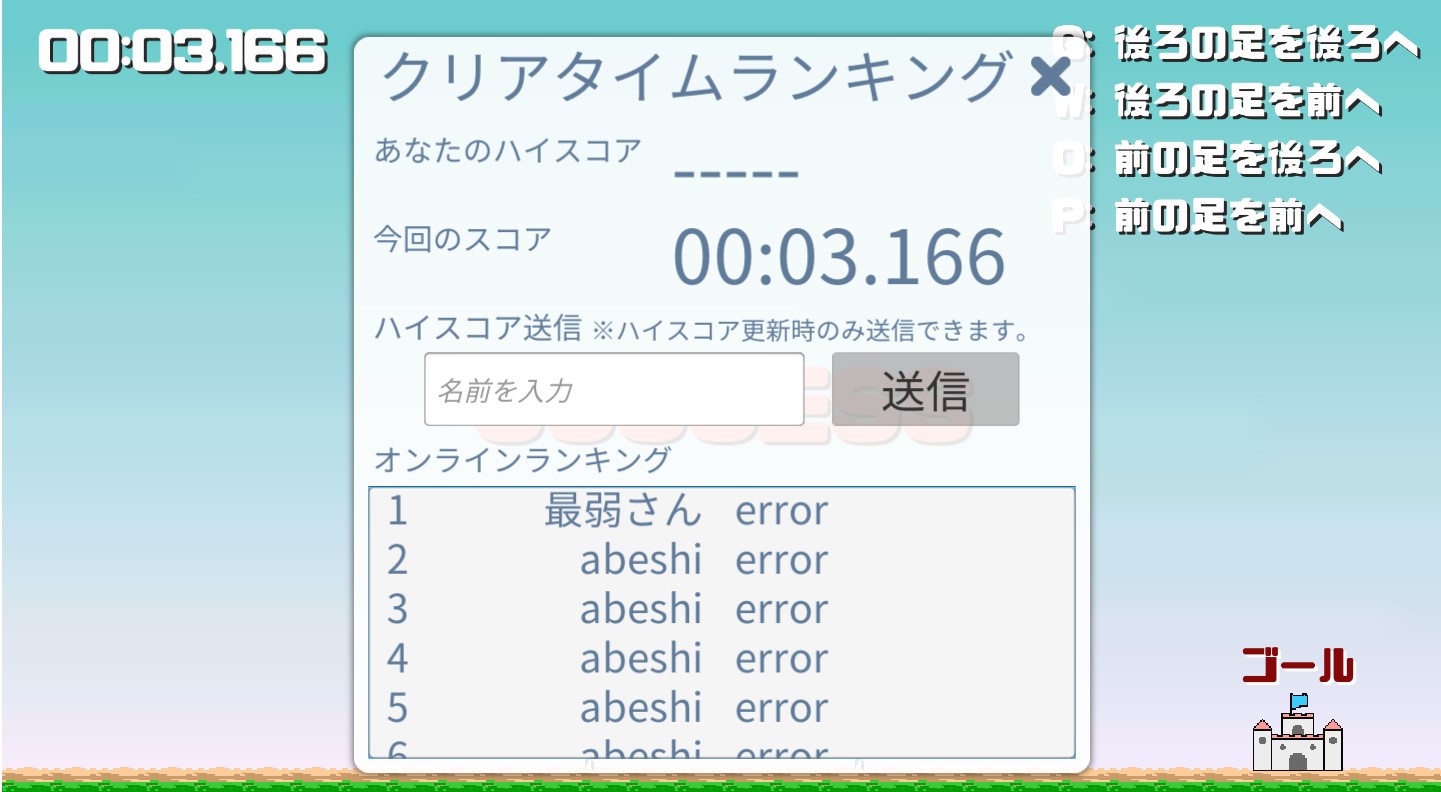 00:03.166
クリアタイムランキング
あなたのハイスコア
-----
今回のスコア
00:03.166
ハイスコア送信 ※ハイスコア更新時のみ送信できます。
名前を入力
送信
オンラインランキング
1 最弱さん error
2 abeshi error
3 abeshi error
4 abeshi error
5 abeshi error
6 abeshi error
: 後ろの足を後ろへ
W: 後ろの足を前へ
O: 前の足を後ろへ
P: 前の足を前へ
ゴール